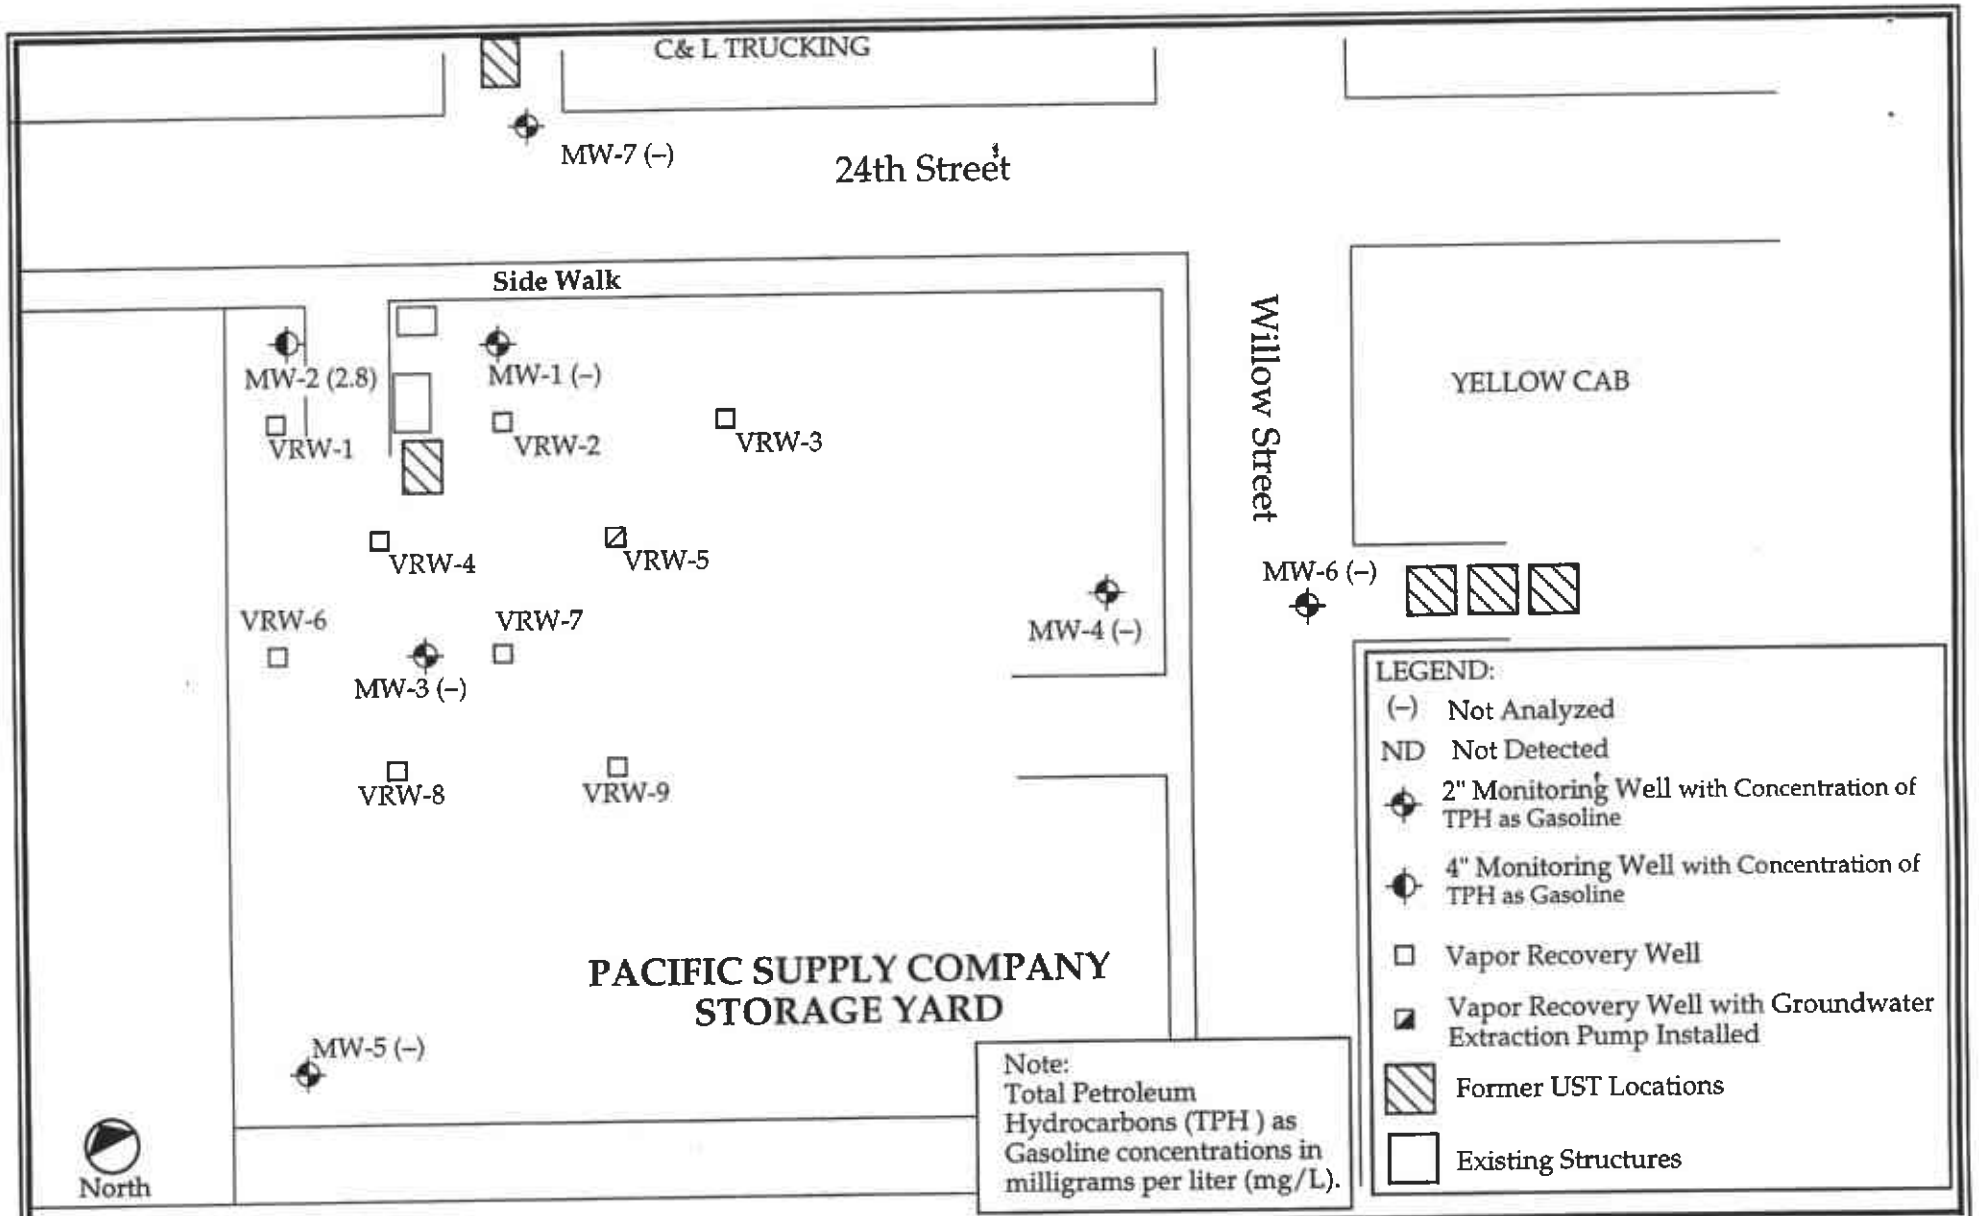 C& L TRUCKING
MW-7 (–)
24th Street
Side Walk
MW-2 (2.8)
MW-1 (–)
VRW-1
VRW-2
VRW-3
Willow Street
YELLOW CAB
VRW-4
VRW-5
MW-6 (–)
VRW-6
VRW-7
MW-4 (–)
MW-3 (–)
VRW-8
VRW-9
PACIFIC SUPPLY COMPANY
STORAGE YARD
MW-5 (–)
North
Note:
Total Petroleum
Hydrocarbons (TPH ) as
Gasoline concentrations in
milligrams per liter (mg/L).
LEGEND:
(–) Not Analyzed
ND Not Detected
2" Monitoring Well with Concentration of
TPH as Gasoline
4" Monitoring Well with Concentration of
TPH as Gasoline
Vapor Recovery Well
Vapor Recovery Well with Groundwater
Extraction Pump Installed
Former UST Locations
Existing Structures